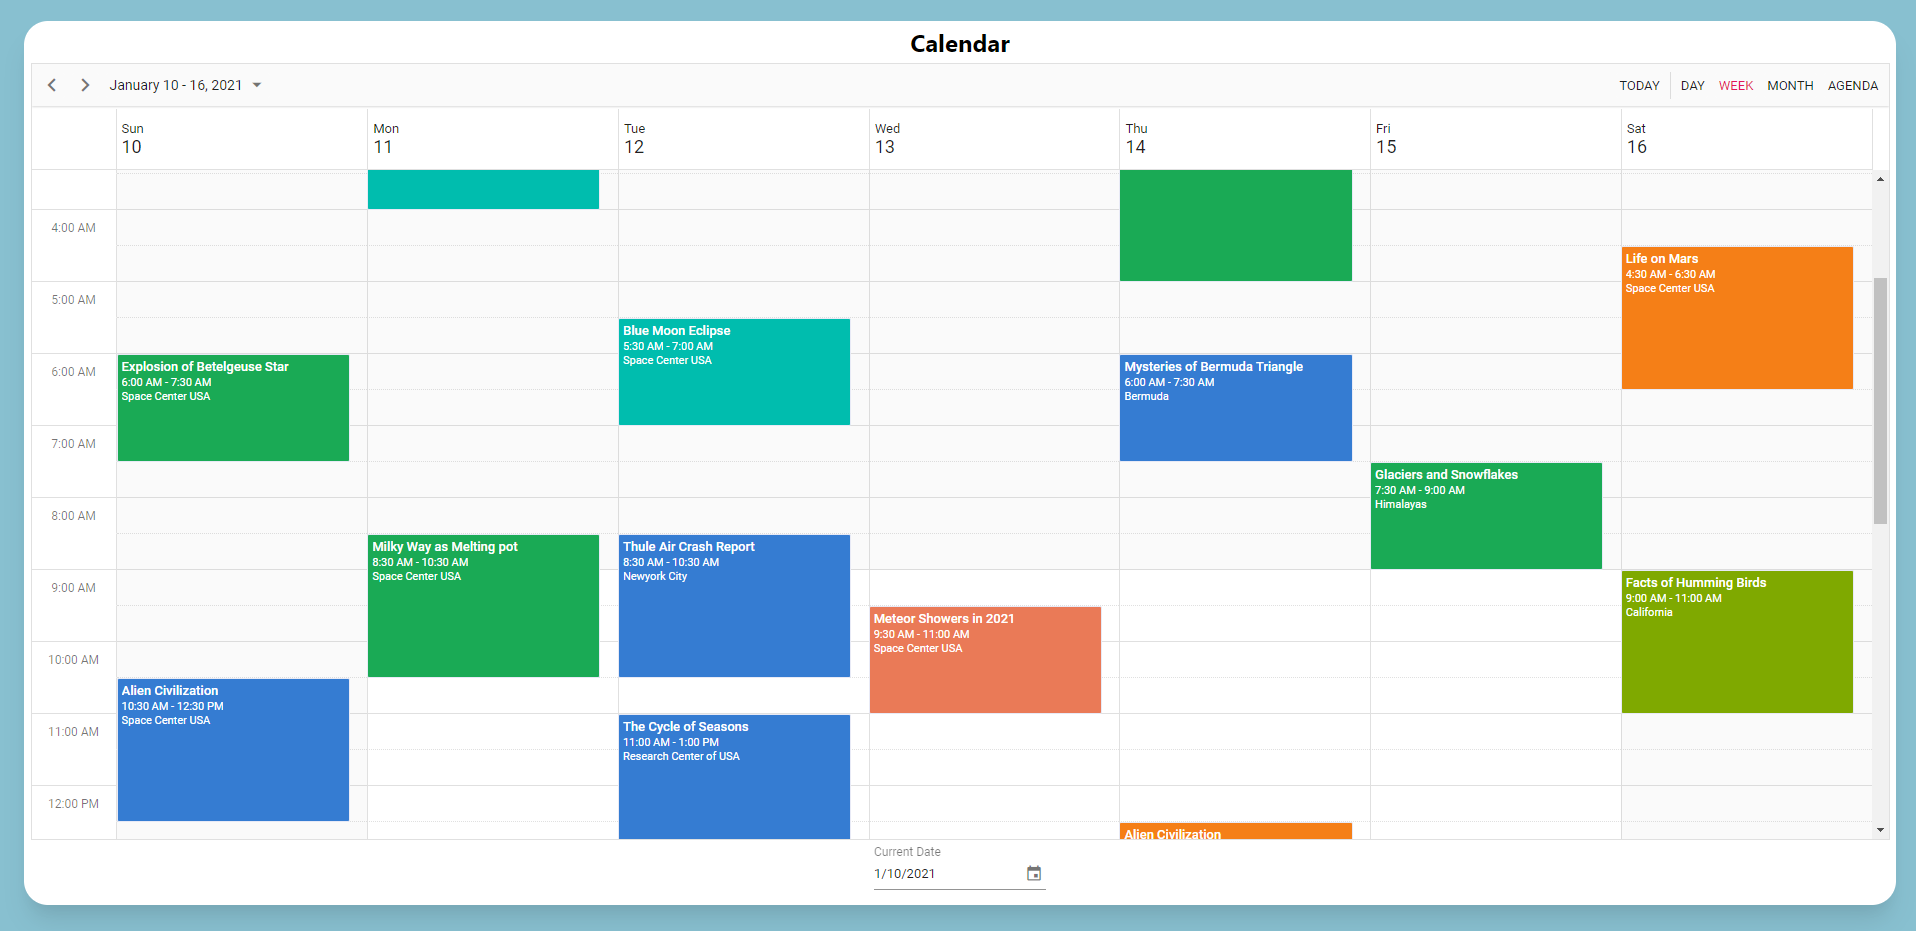 Calendar
January 10 - 16, 2021
TODAY DAY WEEK MONTH AGENDA
Sun
10
Mon
11
Tue
12
Wed
13
Thu
14
Fri
15
Sat
16
4:00 AM
5:00 AM
6:00 AM
7:00 AM
8:00 AM
9:00 AM
10:00 AM
11:00 AM
12:00 PM
Explosion of Betelgeuse Star
6:00 AM - 7:30 AM
Space Center USA
Alien Civilization
10:30 AM - 12:30 PM
Space Center USA
Milky Way as Melting pot
8:30 AM - 10:30 AM
Space Center USA
Blue Moon Eclipse
5:30 AM - 7:00 AM
Space Center USA
Thule Air Crash Report
8:30 AM - 10:30 AM
Newyork City
The Cycle of Seasons
11:00 AM - 1:00 PM
Research Center of USA
Meteor Showers in 2021
9:30 AM - 11:00 AM
Space Center USA
Mysteries of Bermuda Triangle
6:00 AM - 7:30 AM
Bermuda
Alien Civilization
Glaciers and Snowflakes
7:30 AM - 9:00 AM
Himalayas
Life on Mars
4:30 AM - 6:30 AM
Space Center USA
Facts of Humming Birds
9:00 AM - 11:00 AM
California
Current Date
1/10/2021